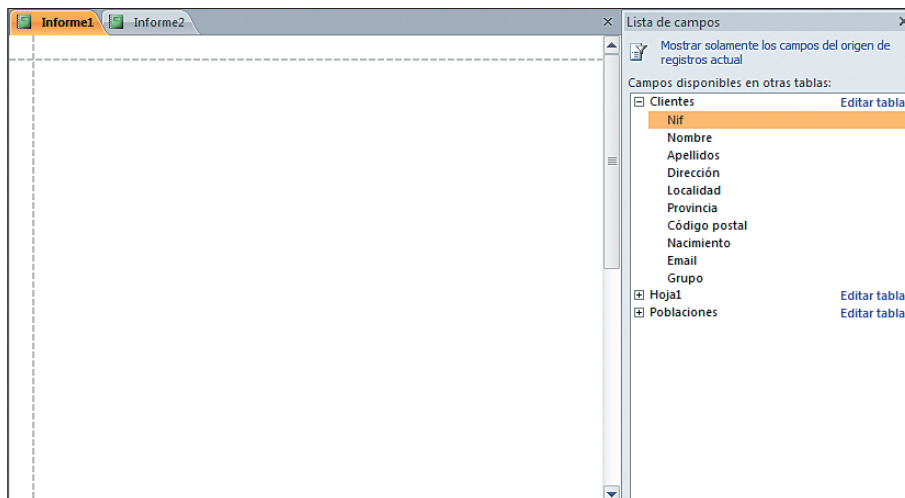 Informe1 Informe2
Lista de campos
Mostrar solamente los campos del origen de
registros actual
Campos disponibles en otras tablas:
Clientes Editar tabla
Nif
Nombre
Apellidos
Dirección
Localidad
Provincia
Código postal
Nacimiento
Email
Grupo
Hoja1 Editar tabla
Poblaciones Editar tabla